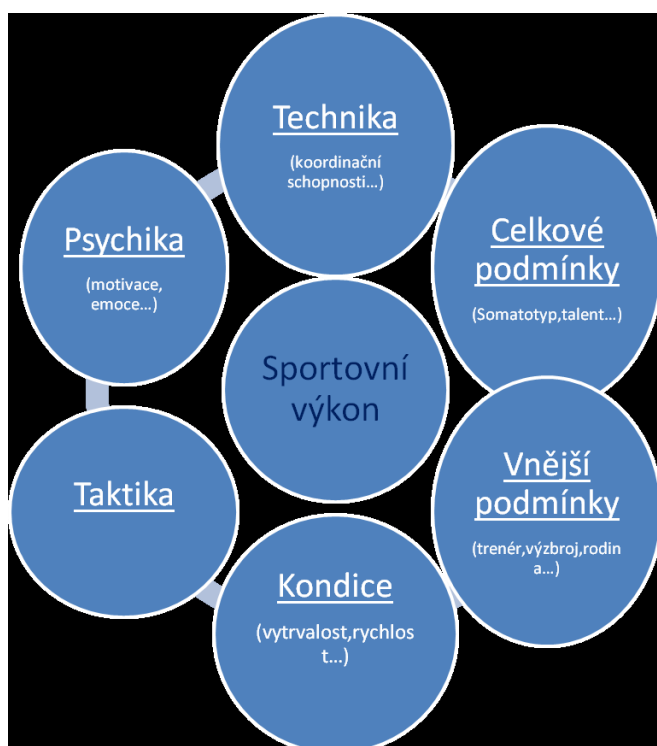 Technika
(koordinační
schopnosti…)
Celkové
podmínky
(Somatotyp,talent…)
Vnější
podmínky
(trenér,výzbroj,rodin
a…)
Kondice
(vytrvalost,rychlos
t…)
Taktika
Psychika
(motivace,
emoce…)
Sportovní
výkon